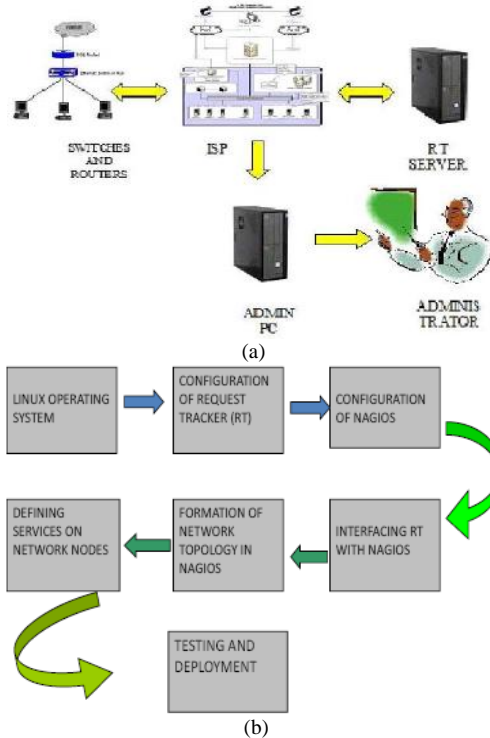 SWITCHES
AND
ROUTERS
ISP
RT
SERVER
ADMIN
PC
ADMINIS
TRATOR
(a)
LINUX OPERATING
SYSTEM
CONFIGURATION
OF REQUEST
TRACKER (RT)
CONFIGURATION
OF NAGIOS
DEFINING
SERVICES ON
NETWORK NODES
FORMATION OF
NETWORK
TOPOLOGY IN
NAGIOS
INTERFACING RT
WITH NAGIOS
TESTING AND
DEPLOYMENT
(b)